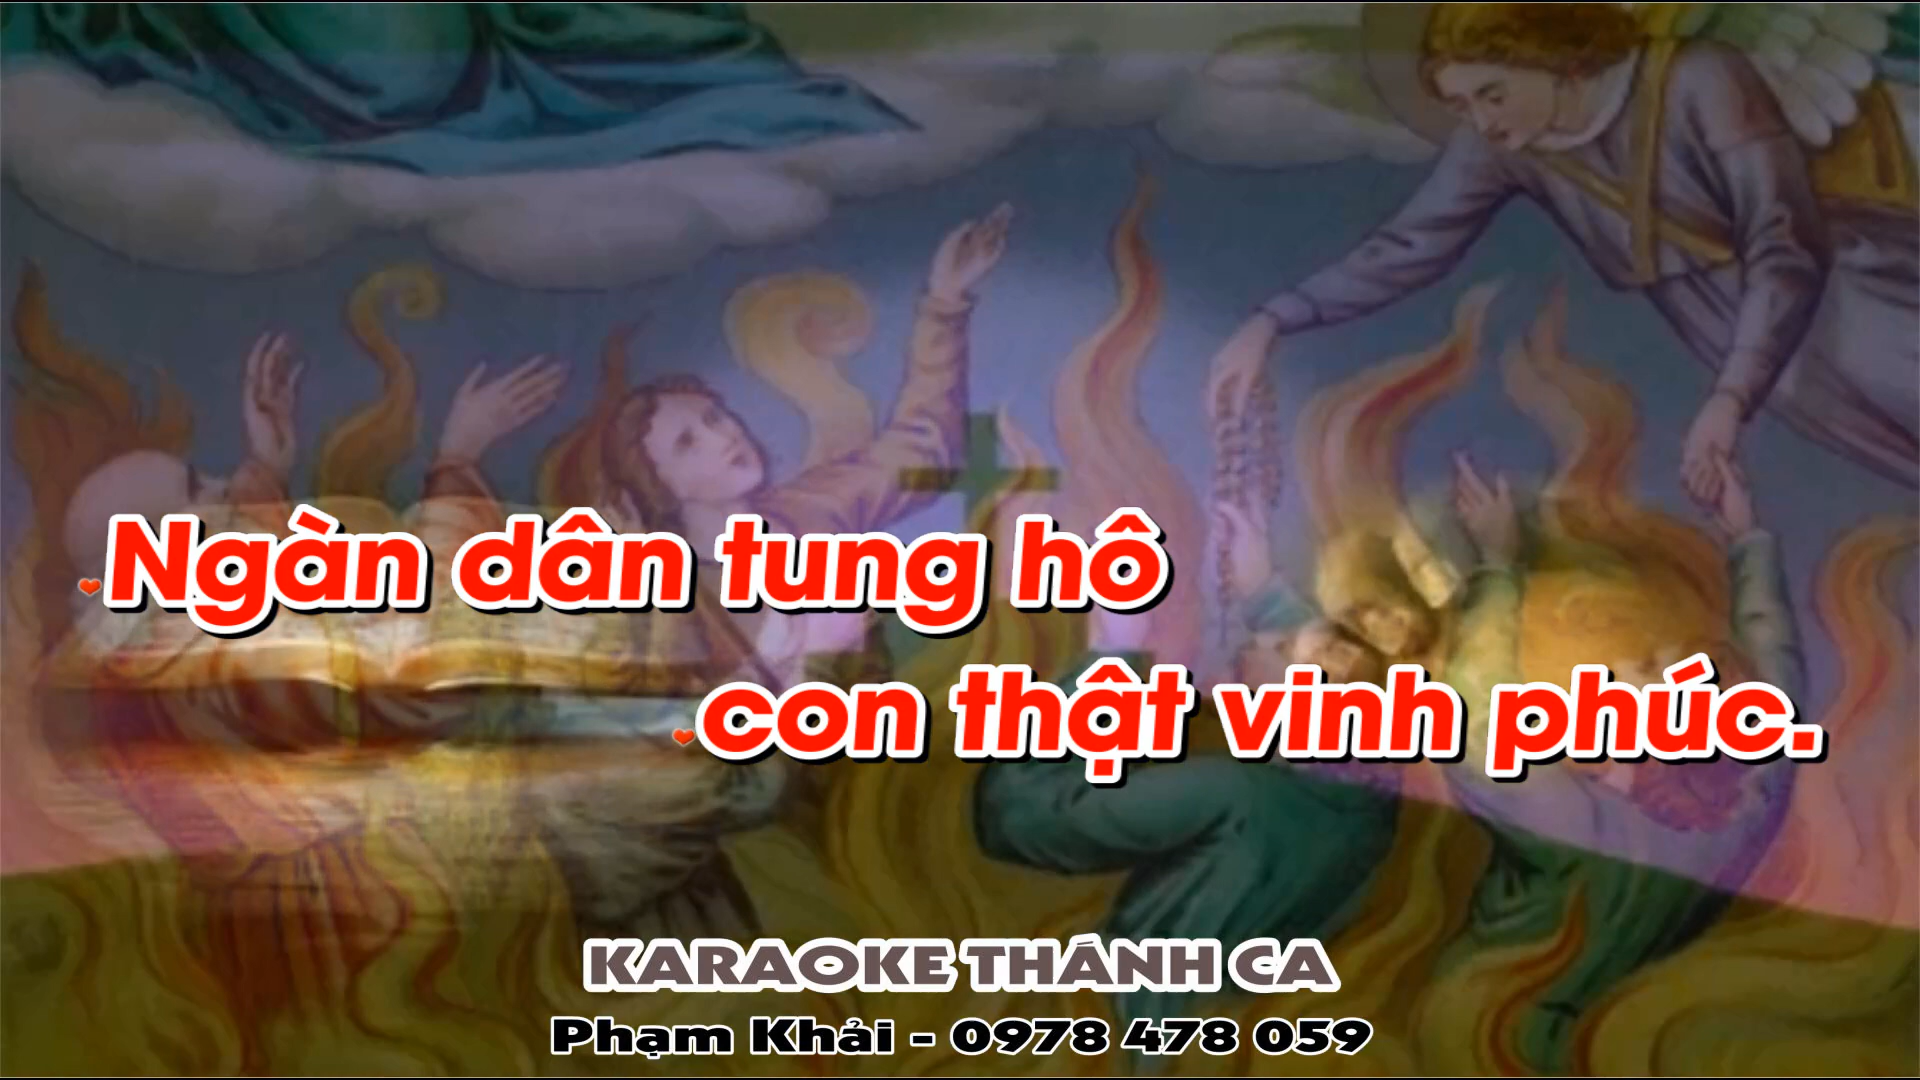 Ngàn dân tung hô
con thật vinh phúc.
KARAOKE THÁNH CA
Phạm Khải - 0978 478 059